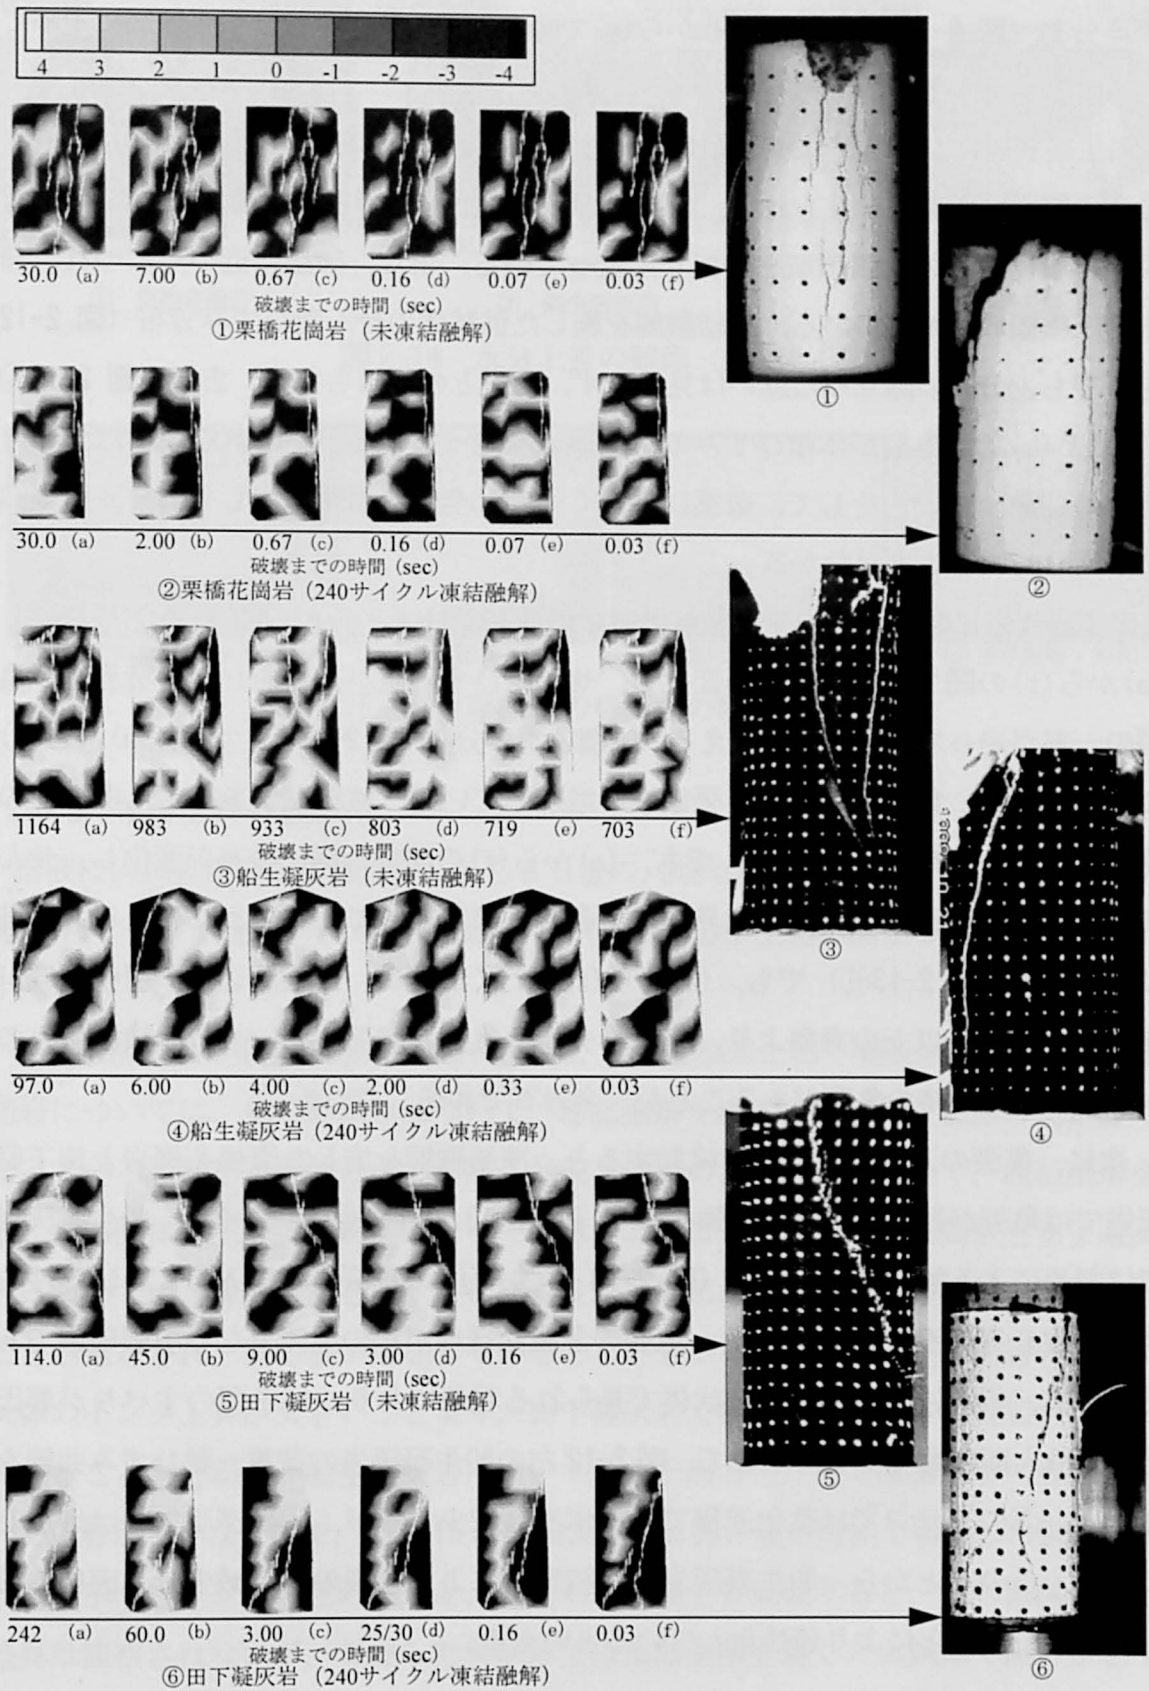 4 3 2 1 0 -1 -2 -3 -4
30.0 (a) 7.00 (b) 0.67 (c) 0.16 (d) 0.07 (e) 0.03 (f)
破壊までの時間 (sec)
①栗橋花崗岩（未凍結融解）
①
30.0 (a) 2.00 (b) 0.67 (c) 0.16 (d) 0.07 (e) 0.03 (f)
破壊までの時間 (sec)
②栗橋花崗岩（240サイクル凍結融解）
②
1164 (a) 983 (b) 933 (c) 803 (d) 719 (e) 703 (f)
破壊までの時間 (sec)
③船生凝灰岩（未凍結融解）
③
97.0 (a) 6.00 (b) 4.00 (c) 2.00 (d) 0.33 (e) 0.03 (f)
破壊までの時間 (sec)
④船生凝灰岩（240サイクル凍結融解）
④
114.0 (a) 45.0 (b) 9.00 (c) 3.00 (d) 0.16 (e) 0.03 (f)
破壊までの時間 (sec)
⑤田下凝灰岩（未凍結融解）
⑤
242 (a) 60.0 (b) 3.00 (c) 25/30 (d) 0.16 (e) 0.03 (f)
破壊までの時間 (sec)
⑥田下凝灰岩（240サイクル凍結融解）
⑥